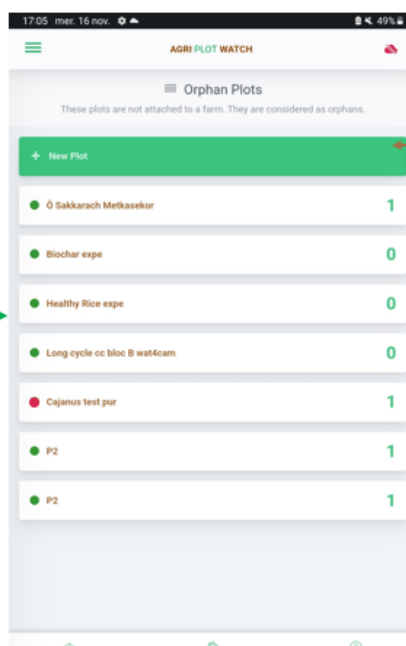 17:05 mer. 16 nov. 49%
AGRI PLOT WATCH
Orphan Plots
These plots are not attached to a farm. They are considered as orphans.
+ New Plot
Ô Sakkarach Metkasekor 1
Biochar expe 0
Healthy Rice expe 0
Long cycle cc bloc B wat4cam 0
Cajanus test pur 1
P2 1
P2 1